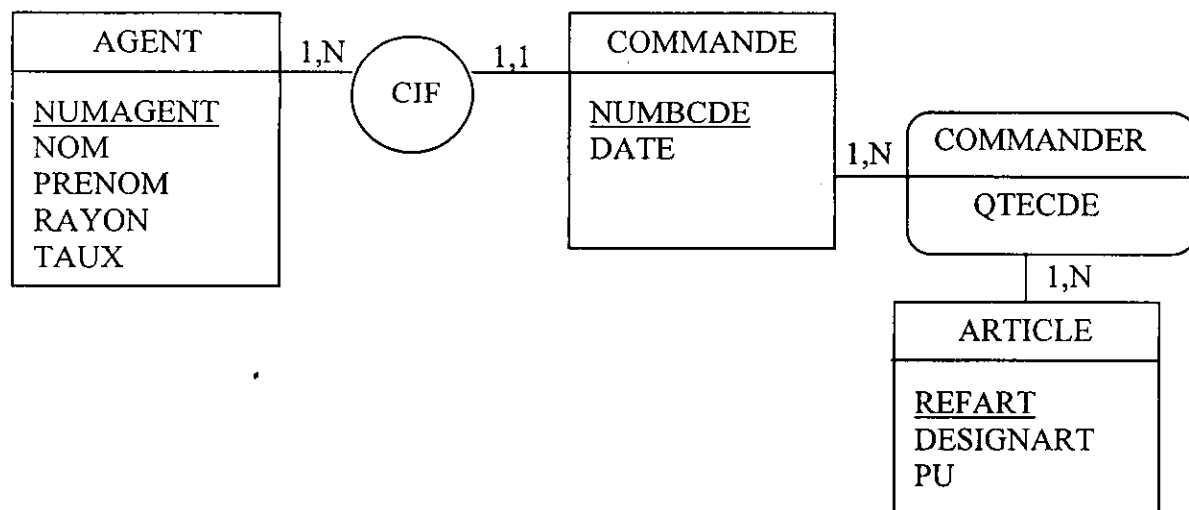 AGENT
NUMAGENT
NOM
PRENOM
RAYON
TAUX
1,N
CIF
1,1
COMMANDE
NUMBCDE
DATE
1,N
COMMANDER
QTECDE
1,N
ARTICLE
REFART
DESIGNART
PU